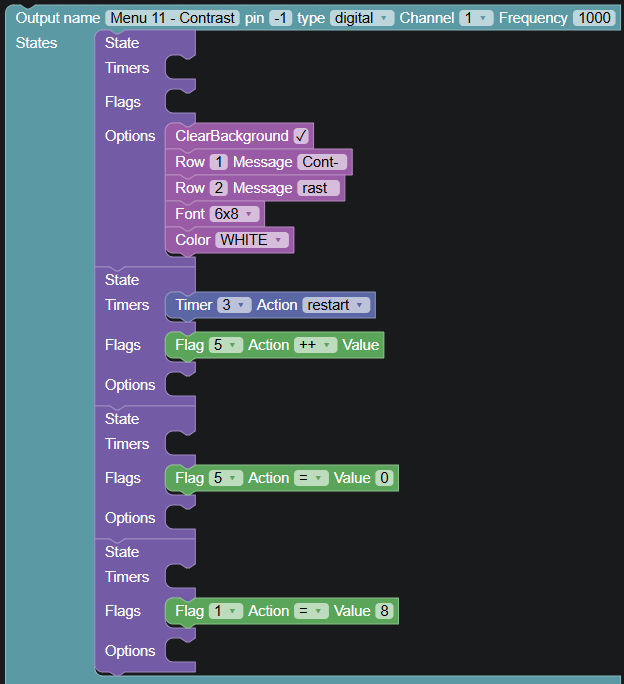 Output name Menu 11 - Contrast pin -1 type digital Channel 1 Frequency 1000
States State
Timers
Flags
Options ClearBackground ✓
Row 1 Message Cont-
Row 2 Message rast
Font 6x8
Color WHITE
State
Timers Timer 3 Action restart
Flags Flag 5 Action ++ Value
Options
State
Timers
Flags Flag 5 Action = Value 0
Options
State
Timers
Flags Flag 1 Action = Value 8
Options